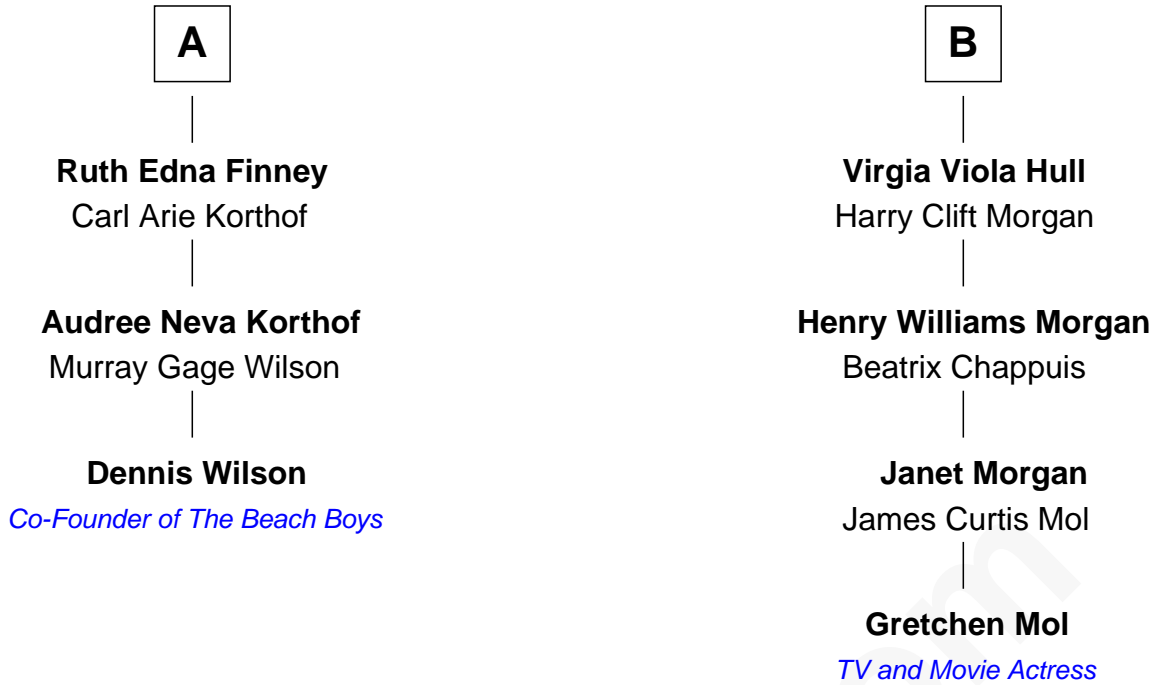 A
Ruth Edna Finney
Carl Arie Korthof
Audree Neva Korthof
Murray Gage Wilson
Dennis Wilson
Co-Founder of The Beach Boys
B
Virgia Viola Hull
Harry Clift Morgan
Henry Williams Morgan
Beatrix Chappuis
Janet Morgan
James Curtis Mol
Gretchen Mol
TV and Movie Actress